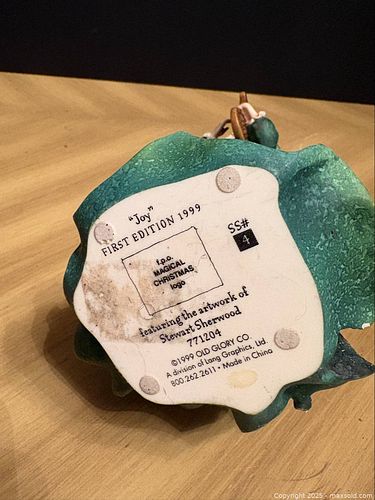 "Joy"
FIRST EDITION 1999
SS#
4
f.p.o.
MAGICAL
CHRISTMAS
logo
featuring the artwork of
Stewart Sherwood
771204
©1999 OLD GLORY CO.
A division of Lang Graphics, Ltd.
800.262.2611 • Made in China
Copyright 2025 - maxsold.com